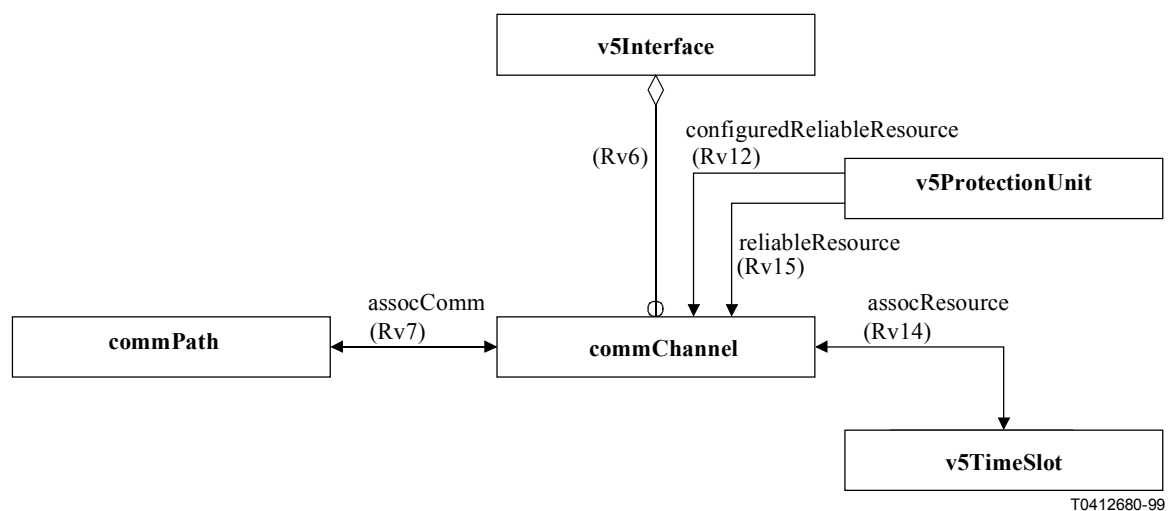 v5Interface
configuredReliableResource
(Rv6)
(Rv12)
v5ProtectionUnit
reliableResource
(Rv15)
assocComm
assocResource
(Rv7)
(Rv14)
commPath
commChannel
v5TimeSlot
T0412680-99